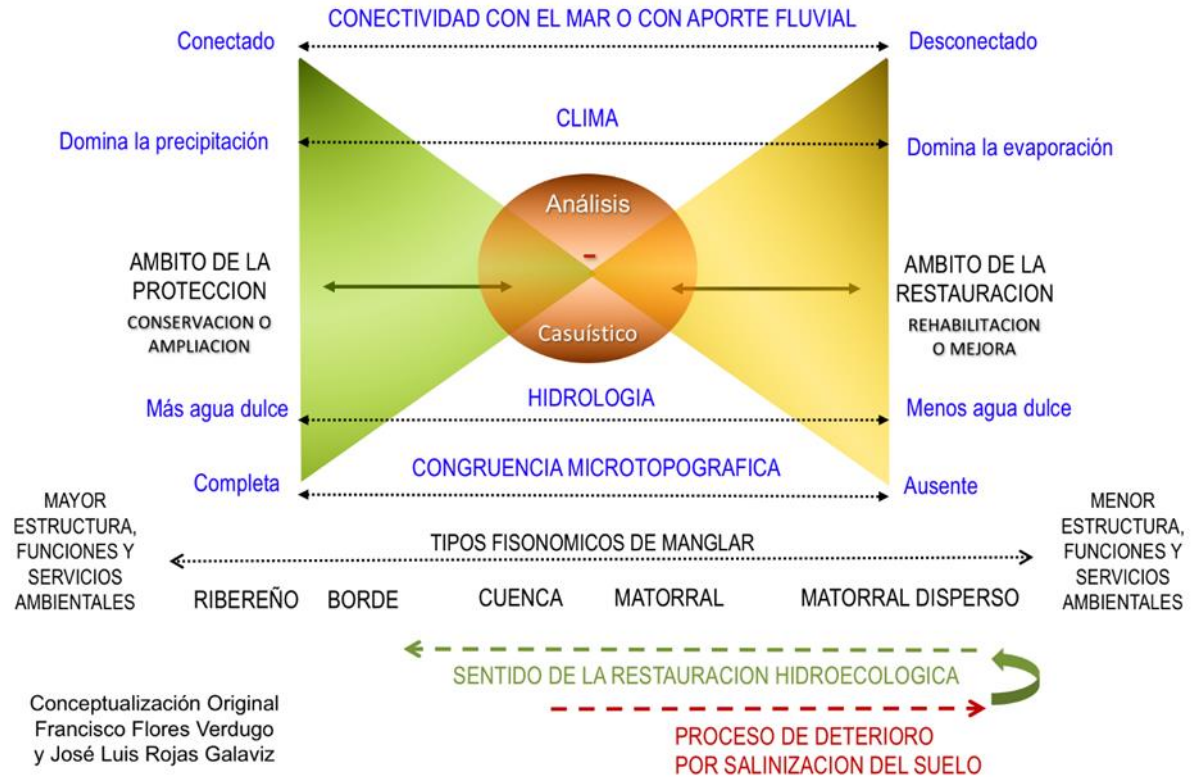 CONECTIVIDAD CON EL MAR O CON APORTE FLUVIAL
Conectado
Desconectado
CLIMA
Domina la precipitación
Domina la evaporación
Análisis
-
Casuístico
AMBITO DE LA
PROTECCION
CONSERVACION O
AMPLIACION
AMBITO DE LA
RESTAURACION
REHABILITACION
O MEJORA
HIDROLOGIA
Más agua dulce
Menos agua dulce
CONGRUENCIA MICROTOPOGRAFICA
Completa
Ausente
MAYOR
ESTRUCTURA,
FUNCIONES Y
SERVICIOS
AMBIENTALES
MENOR
ESTRUCTURA,
FUNCIONES Y
SERVICIOS
AMBIENTALES
TIPOS FISONOMICOS DE MANGLAR
RIBEREÑO BORDE CUENCA MATORRAL MATORRAL DISPERSO
SENTIDO DE LA RESTAURACION HIDROECOLOGICA
PROCESO DE DETERIORO
POR SALINIZACION DEL SUELO
Conceptualización Original
Francisco Flores Verdugo
y José Luis Rojas Galaviz